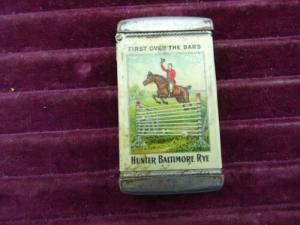 FIRST OVER THE BARS
HUNTER BALTIMORE RYE